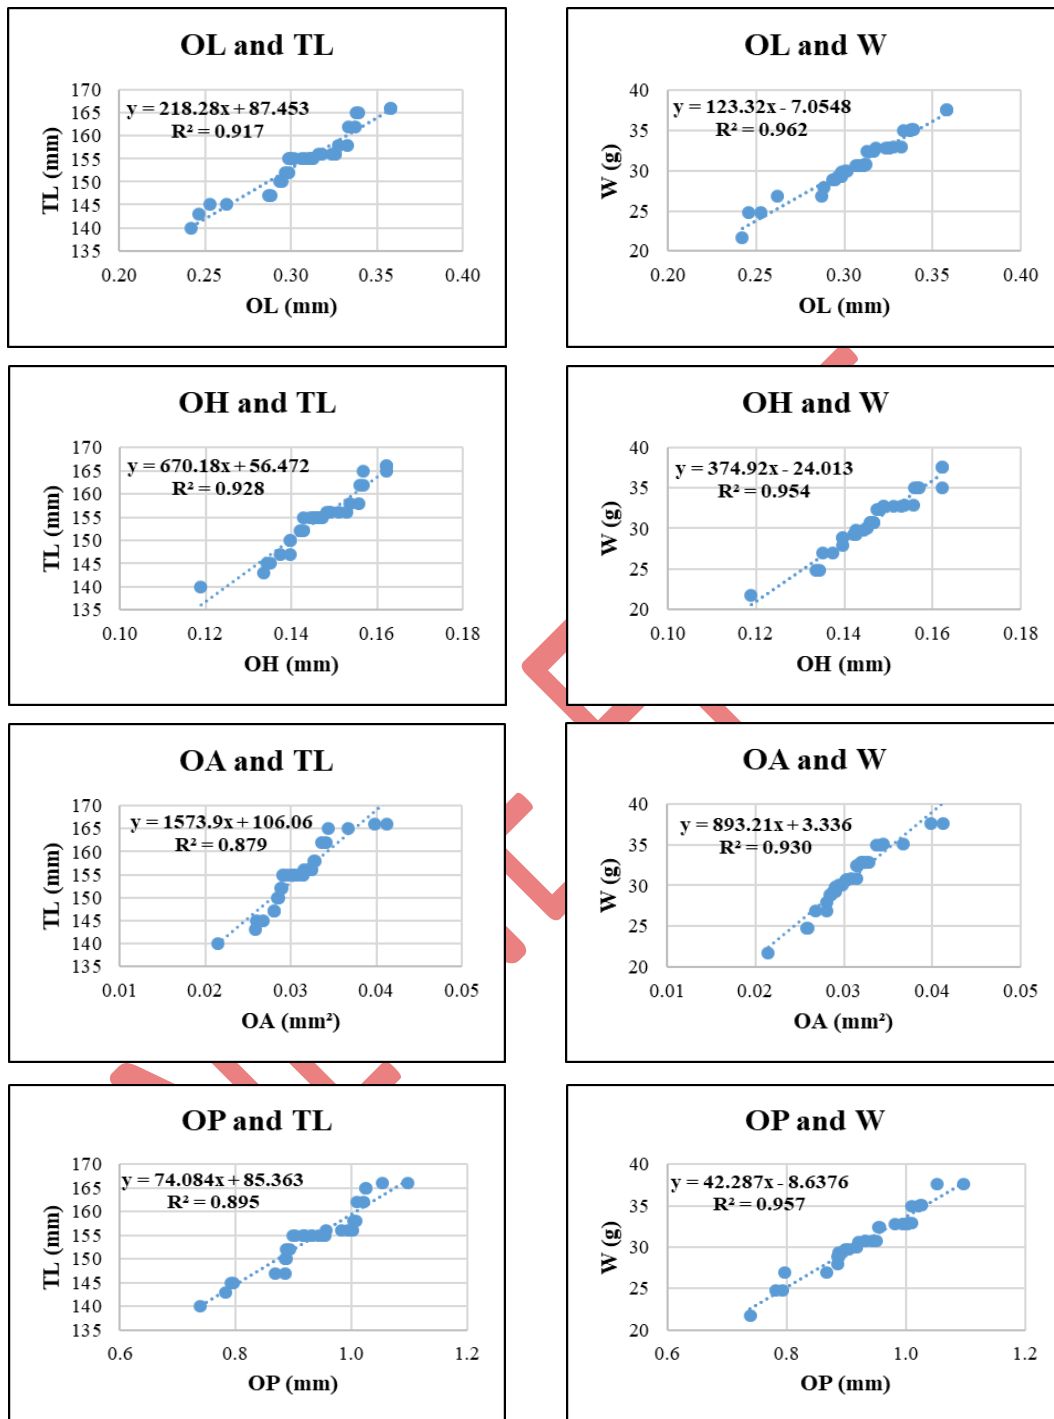 OL and TL
y = 218.28x + 87.453
R² = 0.917
170
165
160
155
150
145
140
135
TL (mm)
0.20 0.25 0.30 0.35 0.40
OL (mm)
OL and W
y = 123.32x - 7.0548
R² = 0.962
40
35
30
25
20
W (g)
0.20 0.25 0.30 0.35 0.40
OL (mm)
OH and TL
y = 670.18x + 56.472
R² = 0.928
170
165
160
155
150
145
140
135
TL (mm)
0.10 0.12 0.14 0.16 0.18
OH (mm)
OH and W
y = 374.92x - 24.013
R² = 0.954
40
35
30
25
20
W (g)
0.10 0.12 0.14 0.16 0.18
OH (mm)
OA and TL
y = 1573.9x + 106.06
R² = 0.879
170
165
160
155
150
145
140
135
TL (mm)
0.01 0.02 0.03 0.04 0.05
OA (mm²)
OA and W
y = 893.21x + 3.336
R² = 0.930
40
35
30
25
20
W (g)
0.01 0.02 0.03 0.04 0.05
OA (mm²)
OP and TL
y = 74.084x + 85.363
R² = 0.895
170
165
160
155
150
145
140
135
TL (mm)
0.6 0.8 1.0 1.2
OP (mm)
OP and W
y = 42.287x - 8.6376
R² = 0.957
40
35
30
25
20
W (g)
0.6 0.8 1.0 1.2
OP (mm)